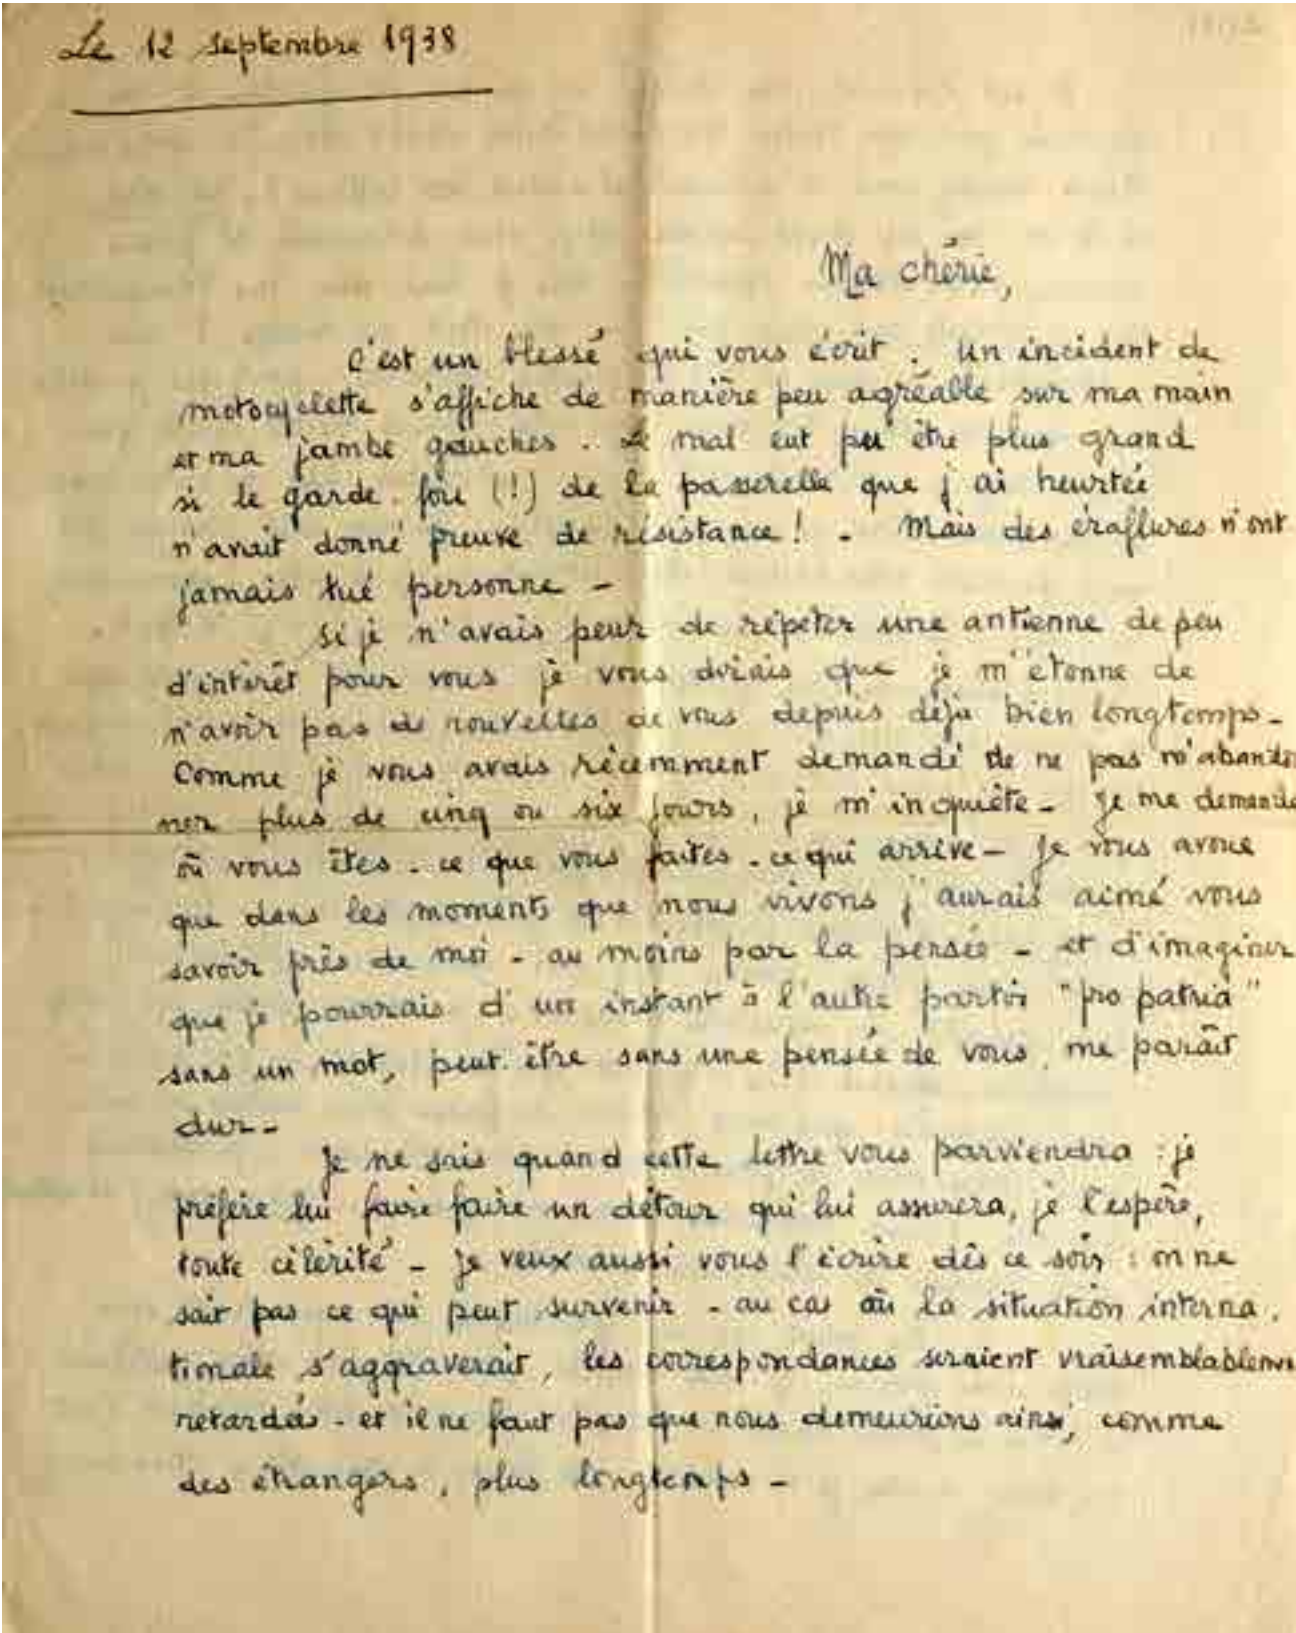 Le 12 septembre 1938
Ma chérie,
C'est un blessé qui vous écrit. Un incident de
motocyclette s'affiche de manière peu agréable sur ma main
et ma jambe gauches. Le mal eut pu être plus grand
si le garde-fou (!) de la passerelle que j'ai heurtée
n'avait donné preuve de résistance! - Mais des éraflures n'ont
jamais tué personne -
Si je n'avais peur de répéter une antienne de peu
d'intérêt pour vous je vous dirais que je m'étonne de
n'avoir pas de nouvelles de vous depuis déjà bien longtemps -
Comme je vous avais récemment demandé de ne pas m'abandon
ner plus de cinq ou six jours, je m'inquiète - Je me demande
où vous êtes - ce que vous faites - ce qui arrive - Je vous avoue
que dans les moments que nous vivons j'aurais aimé vous
savoir près de moi - au moins par la pensée - et d'imaginer
que je pourrais d'un instant à l'autre partir "pro patria"
sans un mot, peut-être sans une pensée de vous, me paraît
dur -
Je ne sais quand cette lettre vous parviendra : je
préfère lui faire faire un détour qui lui assurera, je l'espère,
toute célérité - Je veux aussi vous l'écrire dès ce soir : on ne
sait pas ce qui peut survenir - au cas où la situation interna-
tionale s'aggraverait, les correspondances seraient vraisemblableme
retardées - et il ne faut pas que nous demeurions ainsi, comme
des étrangers, plus longtemps -